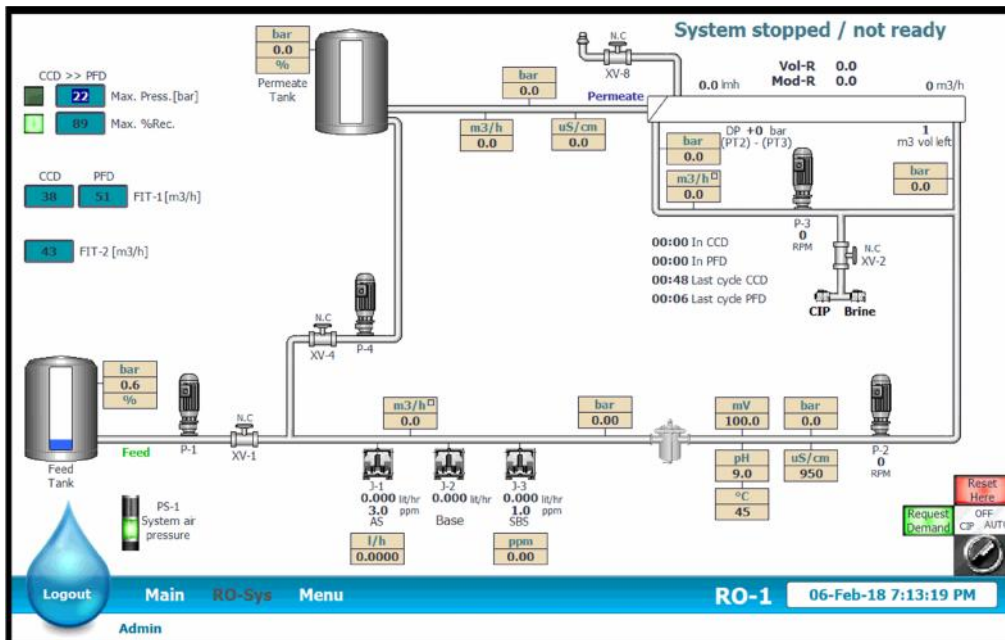 System stopped / not ready
bar
0.0
%
Permeate
Tank
CCD >> PFD
22 Max. Press.[bar]
89 Max. %Rec.
CCD PFD
38 51 FIT-1 [m3/h]
43 FIT-2 [m3/h]
N.C
XV-8
bar
0.0
Permeate
m3/h
0.0
uS/cm
0.0
Vol-R 0.0
Mod-R 0.0
0.0 lmh
0 m3/h
DP +0 bar
(PT2) - (PT3)
1
m3 vol left
bar
0.0
m3/h
0.0
bar
0.0
P-3
0
RPM
N.C
XV-2
CIP Brine
00:00 In CCD
00:00 In PFD
00:48 Last cycle CCD
00:06 Last cycle PFD
N.C
XV-4
P-4
bar
0.6
%
Feed
Tank
P-1
Feed
N.C
XV-1
m3/h
0.0
bar
0.00
mV
100.0
bar
0.0
P-2
0
RPM
pH
9.0
uS/cm
950
°C
45
J-1
0.000 lit/hr
3.0 ppm
AS
J-2
0.000 lit/hr
Base
J-3
0.000 lit/hr
1.0 ppm
SBS
l/h
0.0000
ppm
0.00
PS-1
System air
pressure
Reset
Here
Request
Demand
OFF
CIP AUTO
Logout
Main RO-Sys Menu
RO-1
06-Feb-18 7:13:19 PM
Admin